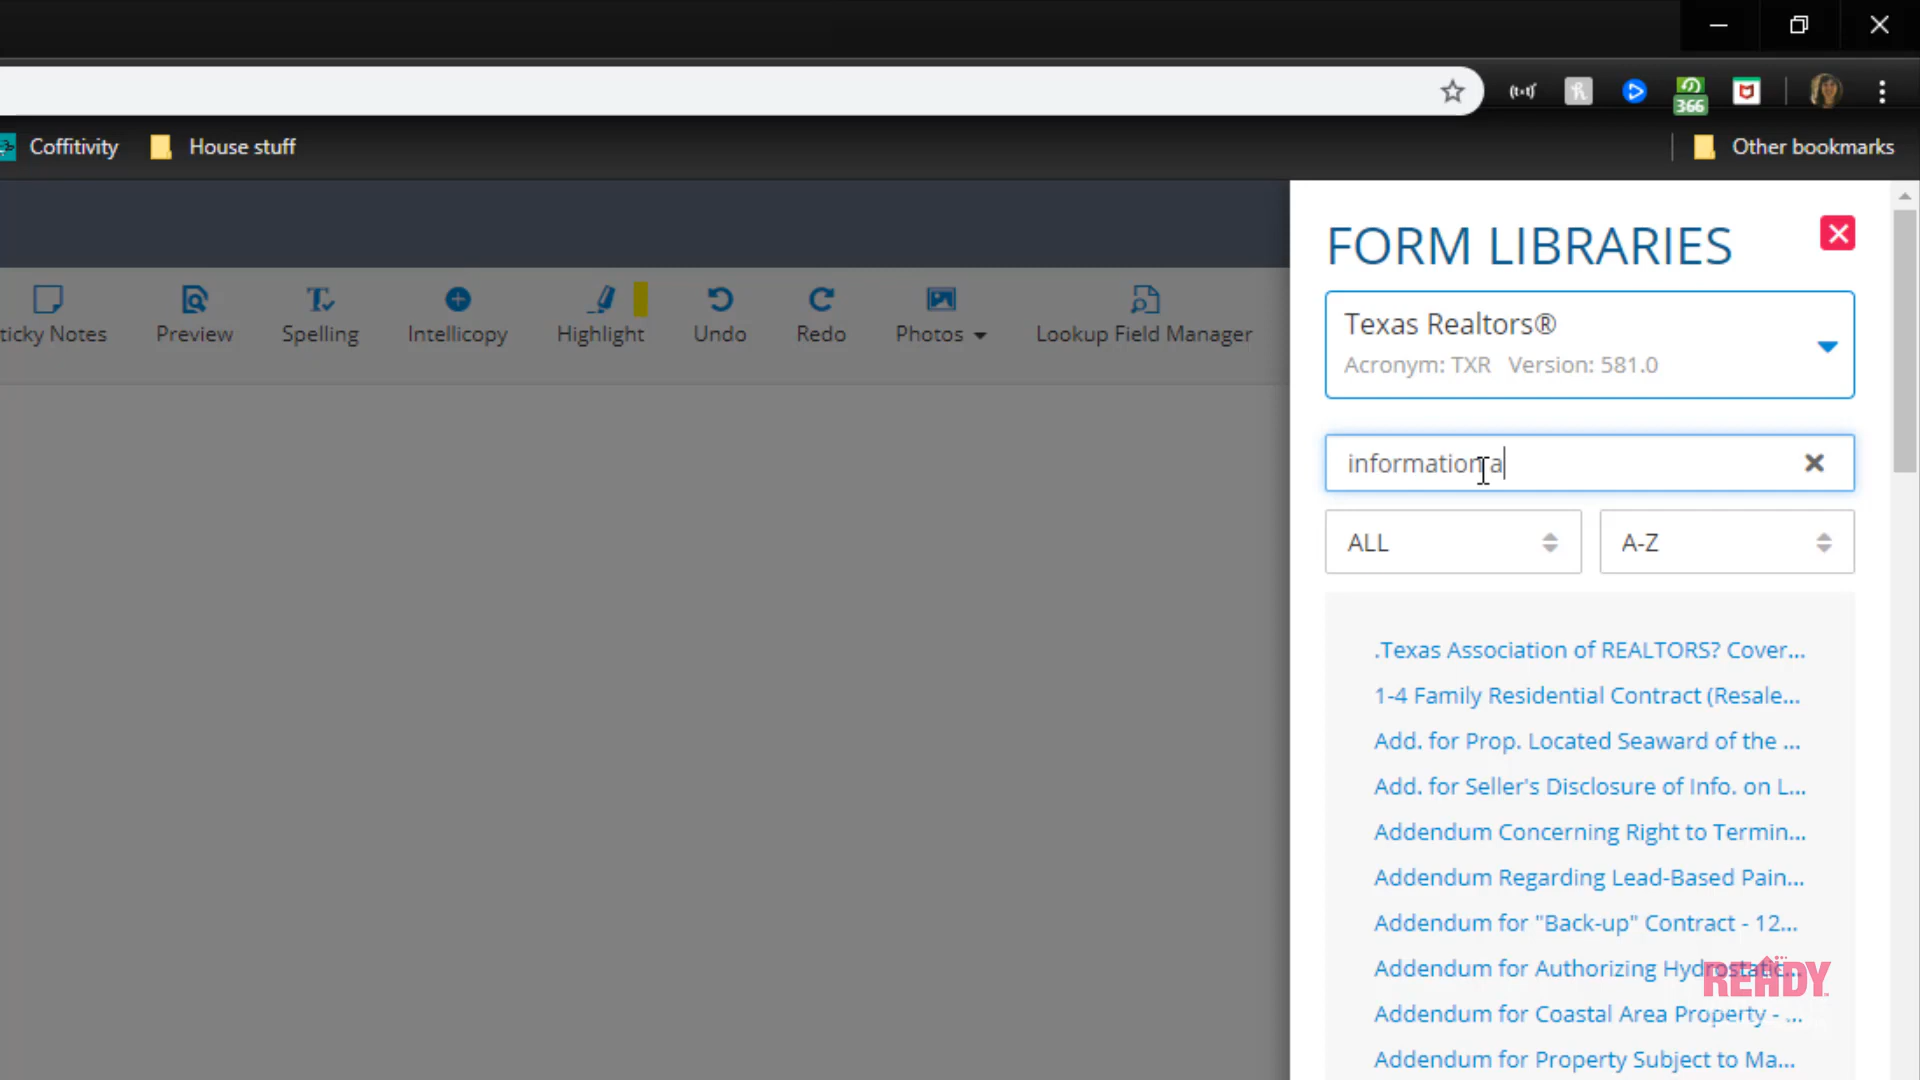 366
Coffitivity
House stuff
Other bookmarks
FORM LIBRARIES
Texas Realtors®
Acronym: TXR Version: 581.0
ticky Notes
Preview
Spelling
Intellicopy
Highlight
Undo
Redo
Photos
Lookup Field Manager
information a
ALL
A-Z
.Texas Association of REALTORS? Cover...
1-4 Family Residential Contract (Resale...
Add. for Prop. Located Seaward of the ...
Add. for Seller's Disclosure of Info. on L...
Addendum Concerning Right to Termin...
Addendum Regarding Lead-Based Pain...
Addendum for "Back-up" Contract - 12...
Addendum for Authorizing Hydrostatic...
READY
Addendum for Coastal Area Property - ...
Addendum for Property Subject to Ma...